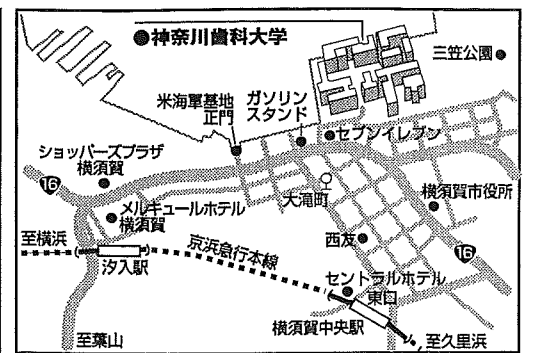 ●神奈川歯科大学
三笠公園●
米海軍基地
正門
ガソリン
スタンド
セブンイレブン
ショッパーズプラザ
横須賀
16
大滝町
横須賀市役所
メルキュールホテル
横須賀
至横浜
京浜急行本線
西友
16
汐入駅
セントラルホテル
東口
横須賀中央駅
至葉山
至久里浜